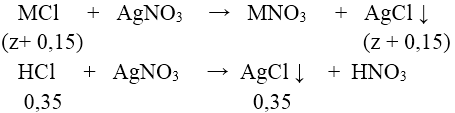 MCl + AgNO₃ → MNO₃ + AgCl ↓
(z+ 0,15) (z + 0,15)
HCl + AgNO₃ → AgCl ↓ + HNO₃
0,35 0,35